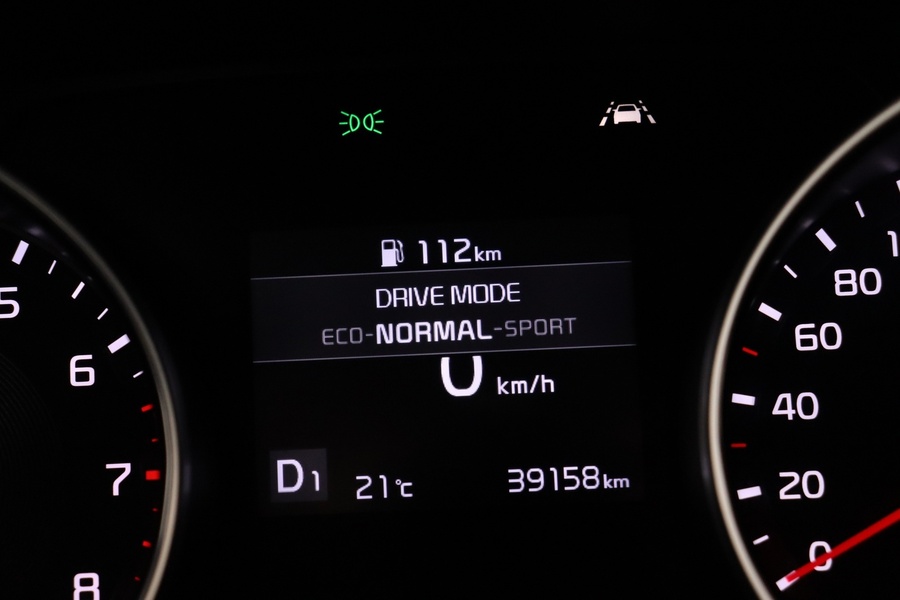 112km
DRIVE MODE
ECO-NORMAL-SPORT
0 km/h
D1 21°C 39158km
5
6
7
8
80
60
40
20
0